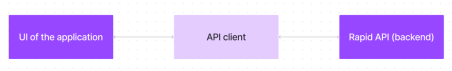 UI of the application
API client
Rapid API (backend)